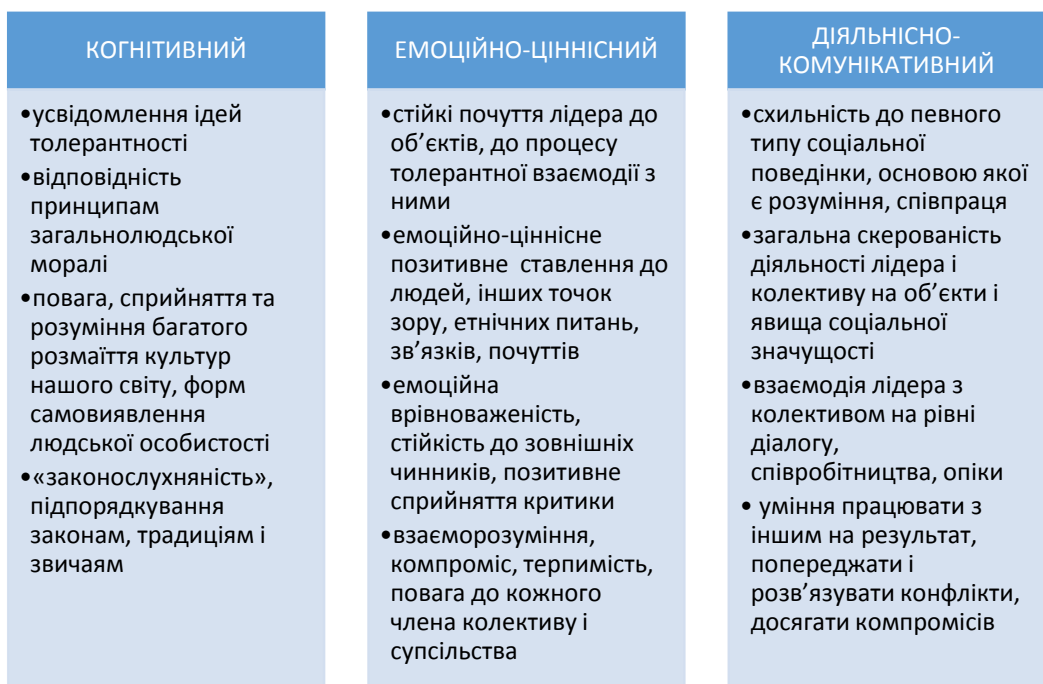 КОГНІТИВНИЙ
•усвідомлення ідей
толерантності
•відповідність
принципам
загальнолюдської
моралі
•повага, сприйняття та
розуміння багатого
розмаїття культур
нашого світу, форм
самовиявлення
людської особистості
•«законослухняність»,
підпорядкування
законам, традиціям і
звичаям
ЕМОЦІЙНО-ЦІННІСНИЙ
•стійкі почуття лідера до
об’єктів, до процесу
толерантної взаємодії з
ними
•емоційно-ціннісне
позитивне ставлення до
людей, інших точок
зору, етнічних питань,
зв’язків, почуттів
•емоційна
врівноваженість,
стійкість до зовнішніх
чинників, позитивне
сприйняття критики
•взаєморозуміння,
компроміс, терпимість,
повага до кожного
члена колективу і
супсільства
ДІЯЛЬНІСНО-
КОМУНІКАТИВНИЙ
•схильність до певного
типу соціальної
поведінки, основою якої
є розуміння, співпраця
•загальна скерованість
діяльності лідера і
колективу на об’єкти і
явища соціальної
значущості
•взаємодія лідера з
колективом на рівні
діалогу,
співробітництва, опіки
• уміння працювати з
іншим на результат,
попереджати і
розв’язувати конфлікти,
досягати компромісів